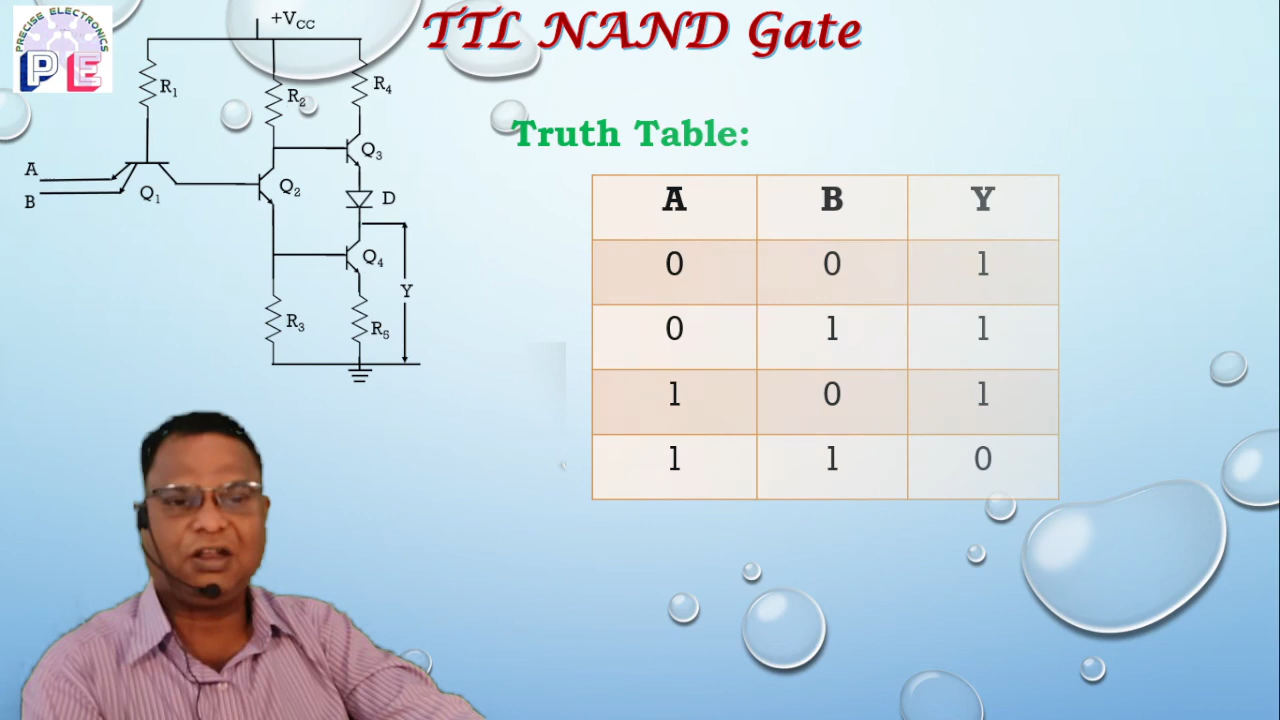 PRECISE ELECTRONICS
PE
TTL NAND Gate
+VCC
R1
R2
R4
Q3
A
B
Q1
Q2
D
Q4
Y
R3
R5
Truth Table:
A B Y
0 0 1
0 1 1
1 0 1
1 1 0